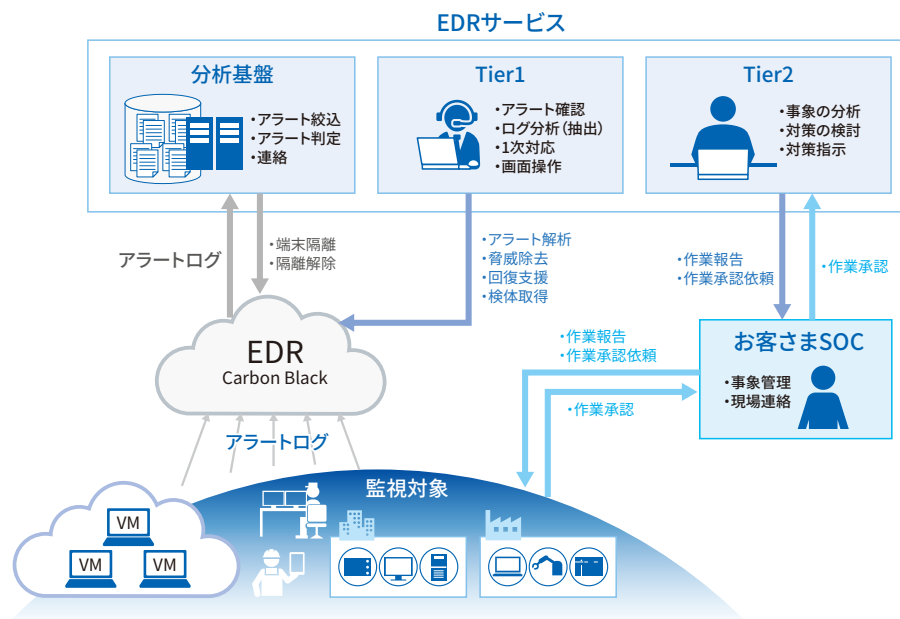 EDRサービス
分析基盤
・アラート絞込
・アラート判定
・連絡
Tier1
・アラート確認
・ログ分析（抽出）
・1次対応
・画面操作
Tier2
・事象の分析
・対策の検討
・対策指示
アラートログ
・端末隔離
・隔離解除
・アラート解析
・脅威除去
・回復支援
・検体取得
・作業報告
・作業承認依頼
・作業承認
EDR
Carbon Black
お客さまSOC
・事象管理
・現場連絡
・作業報告
・作業承認依頼
・作業承認
アラートログ
監視対象
VM
VM
VM